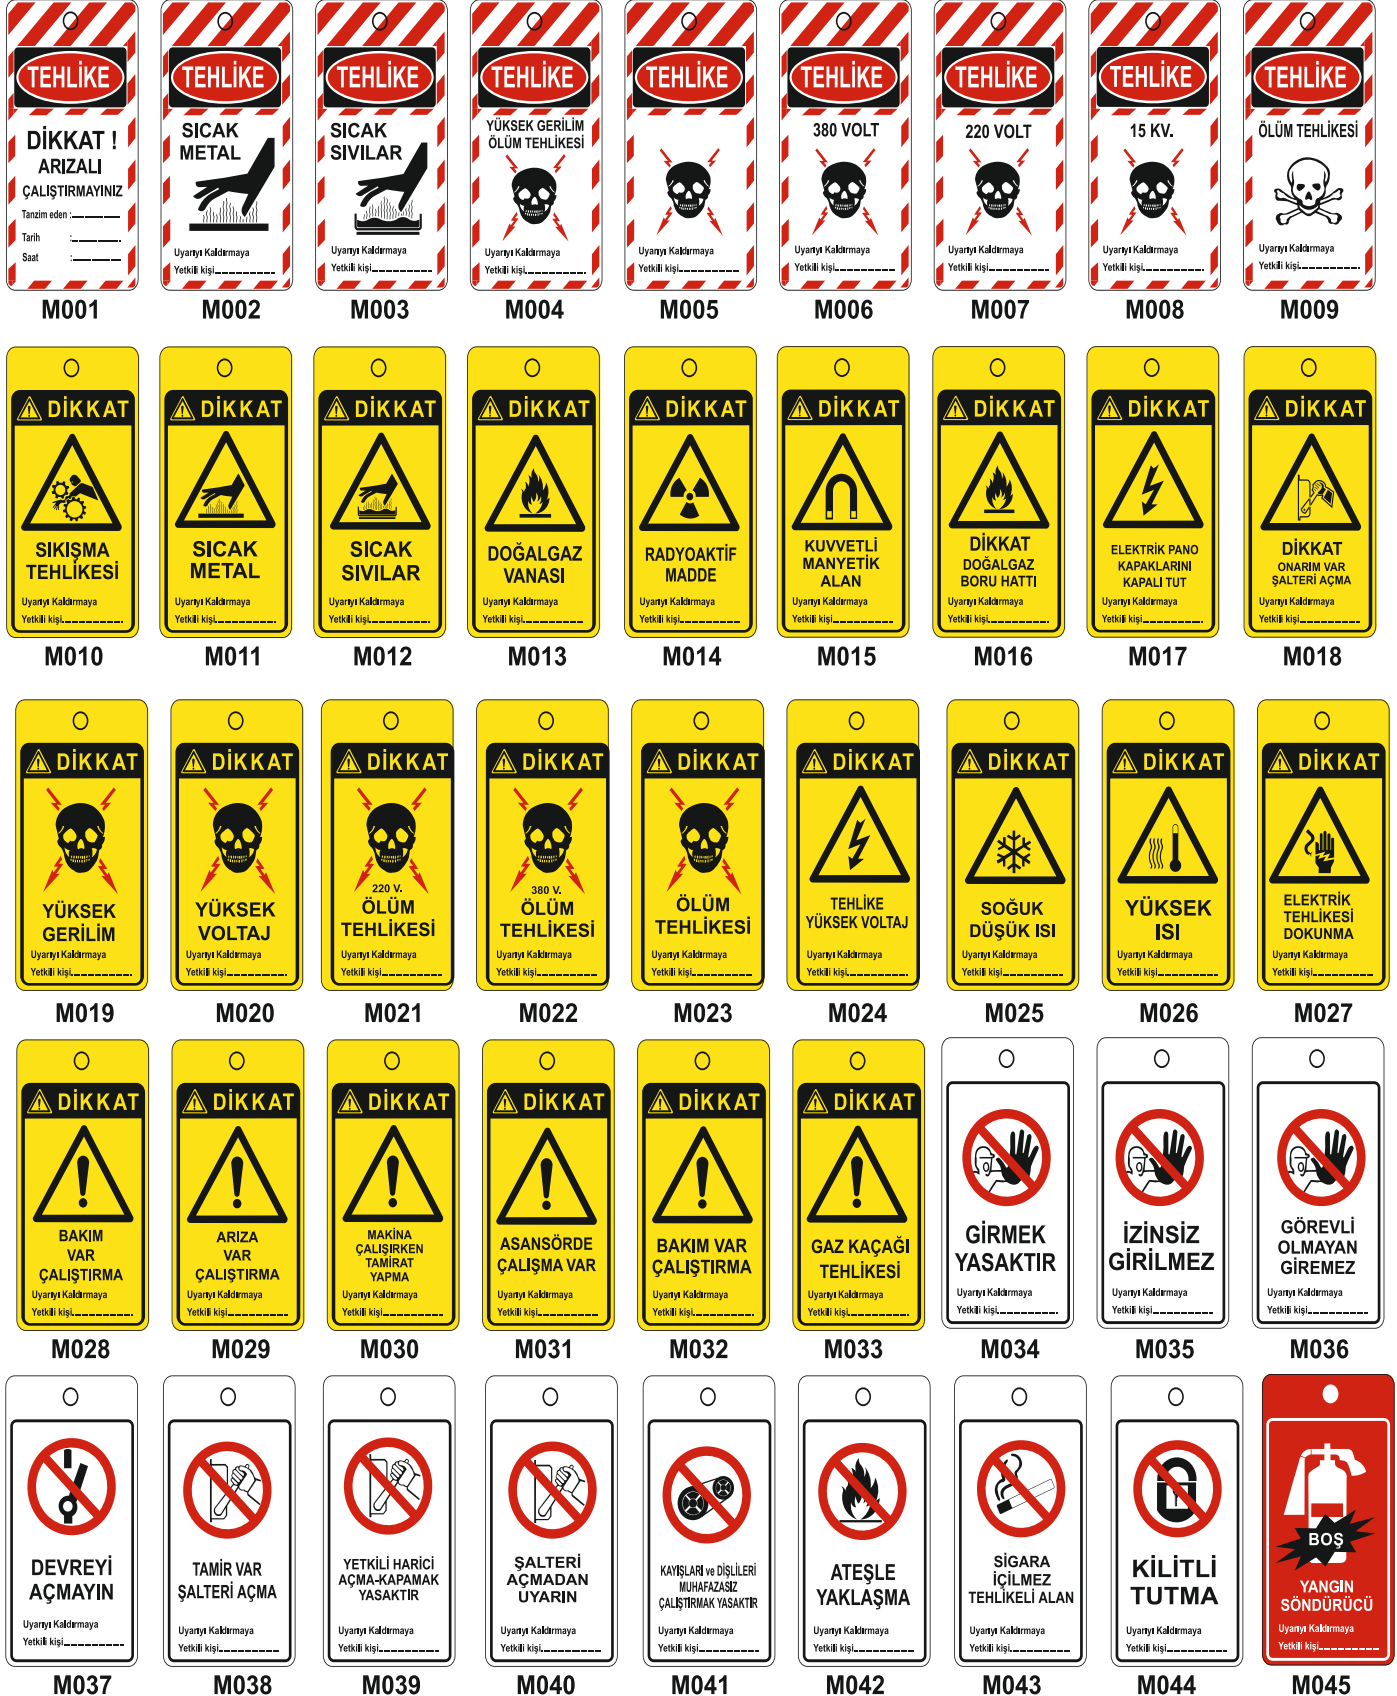 TEHLİKE
DİKKAT !
ARIZALI
ÇALIŞTIRMAYINIZ
Tanzim eden :
Tarih :
Saat :
M001
TEHLİKE
SICAK
METAL
Uyarıyı Kaldırmaya
Yetkili kişi
M002
TEHLİKE
SICAK
SIVILAR
Uyarıyı Kaldırmaya
Yetkili kişi
M003
TEHLİKE
YÜKSEK GERİLİM
ÖLÜM TEHLİKESİ
Uyarıyı Kaldırmaya
Yetkili kişi
M004
TEHLİKE
Uyarıyı Kaldırmaya
Yetkili kişi
M005
TEHLİKE
380 VOLT
Uyarıyı Kaldırmaya
Yetkili kişi
M006
TEHLİKE
220 VOLT
Uyarıyı Kaldırmaya
Yetkili kişi
M007
TEHLİKE
15 KV.
Uyarıyı Kaldırmaya
Yetkili kişi
M008
TEHLİKE
ÖLÜM TEHLİKESİ
Uyarıyı Kaldırmaya
Yetkili kişi
M009
DİKKAT
SIKIŞMA
TEHLİKESİ
Uyarıyı Kaldırmaya
Yetkili kişi
M010
DİKKAT
SICAK
METAL
Uyarıyı Kaldırmaya
Yetkili kişi
M011
DİKKAT
SICAK
SIVILAR
Uyarıyı Kaldırmaya
Yetkili kişi
M012
DİKKAT
DOĞALGAZ
VANASI
Uyarıyı Kaldırmaya
Yetkili kişi
M013
DİKKAT
RADYOAKTİF
MADDE
Uyarıyı Kaldırmaya
Yetkili kişi
M014
DİKKAT
KUVVETLİ
MANYETİK
ALAN
Uyarıyı Kaldırmaya
Yetkili kişi
M015
DİKKAT
DİKKAT
DOĞALGAZ
BORU HATTI
Uyarıyı Kaldırmaya
Yetkili kişi
M016
DİKKAT
ELEKTRİK PANO
KAPAKLARINI
KAPALI TUT
Uyarıyı Kaldırmaya
Yetkili kişi
M017
DİKKAT
DİKKAT
ONARIM VAR
ŞALTERİ AÇMA
Uyarıyı Kaldırmaya
Yetkili kişi
M018
DİKKAT
YÜKSEK
GERİLİM
Uyarıyı Kaldırmaya
Yetkili kişi
M019
DİKKAT
YÜKSEK
VOLTAJ
Uyarıyı Kaldırmaya
Yetkili kişi
M020
DİKKAT
220 V.
ÖLÜM
TEHLİKESİ
Uyarıyı Kaldırmaya
Yetkili kişi
M021
DİKKAT
380 V.
ÖLÜM
TEHLİKESİ
Uyarıyı Kaldırmaya
Yetkili kişi
M022
DİKKAT
ÖLÜM
TEHLİKESİ
Uyarıyı Kaldırmaya
Yetkili kişi
M023
DİKKAT
TEHLİKE
YÜKSEK VOLTAJ
Uyarıyı Kaldırmaya
Yetkili kişi
M024
DİKKAT
SOĞUK
DÜŞÜK ISI
Uyarıyı Kaldırmaya
Yetkili kişi
M025
DİKKAT
YÜKSEK
ISI
Uyarıyı Kaldırmaya
Yetkili kişi
M026
DİKKAT
ELEKTRİK
TEHLİKESİ
DOKUNMA
Uyarıyı Kaldırmaya
Yetkili kişi
M027
DİKKAT
BAKIM
VAR
ÇALIŞTIRMA
Uyarıyı Kaldırmaya
Yetkili kişi
M028
DİKKAT
ARIZA
VAR
ÇALIŞTIRMA
Uyarıyı Kaldırmaya
Yetkili kişi
M029
DİKKAT
MAKİNA
ÇALIŞIRKEN
TAMİRAT
YAPMA
Uyarıyı Kaldırmaya
Yetkili kişi
M030
DİKKAT
ASANSÖRDE
ÇALIŞMA VAR
Uyarıyı Kaldırmaya
Yetkili kişi
M031
DİKKAT
BAKIM VAR
ÇALIŞTIRMA
Uyarıyı Kaldırmaya
Yetkili kişi
M032
DİKKAT
GAZ KAÇAĞI
TEHLİKESİ
Uyarıyı Kaldırmaya
Yetkili kişi
M033
GİRMEK
YASAKTIR
Uyarıyı Kaldırmaya
Yetkili kişi
M034
İZİNSİZ
GİRİLMEZ
Uyarıyı Kaldırmaya
Yetkili kişi
M035
GÖREVLİ
OLMAYAN
GİREMEZ
Uyarıyı Kaldırmaya
Yetkili kişi
M036
DEVREYİ
AÇMAYIN
Uyarıyı Kaldırmaya
Yetkili kişi
M037
TAMİR VAR
ŞALTERİ AÇMA
Uyarıyı Kaldırmaya
Yetkili kişi
M038
YETKİLİ HARİCİ
AÇMA-KAPAMAK
YASAKTIR
Uyarıyı Kaldırmaya
Yetkili kişi
M039
ŞALTERİ
AÇMADAN
UYARIN
Uyarıyı Kaldırmaya
Yetkili kişi
M040
KAYIŞLARI ve DİŞLİLERİ
MUHAFAZASIZ
ÇALIŞTIRMAK YASAKTIR
Uyarıyı Kaldırmaya
Yetkili kişi
M041
ATEŞLE
YAKLAŞMA
Uyarıyı Kaldırmaya
Yetkili kişi
M042
SİGARA
İÇİLMEZ
TEHLİKELİ ALAN
Uyarıyı Kaldırmaya
Yetkili kişi
M043
KİLİTLİ
TUTMA
Uyarıyı Kaldırmaya
Yetkili kişi
M044
BOŞ
YANGIN
SÖNDÜRÜCÜ
Uyarıyı Kaldırmaya
Yetkili kişi
M045